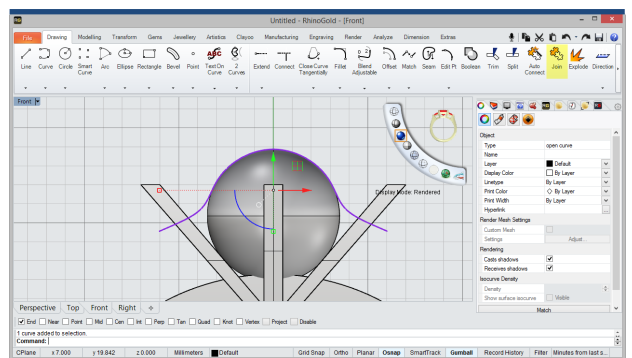 Untitled - RhinoGold - [Front]
File Drawing Modelling Transform Gems Jewellery Artistics Clayoo Manufacturing Engraving Render Analyze Dimension Extras
Line Curve Circle Smart Curve Arc Ellipse Rectangle Bevel Point Text On Curve 2 Curves Extend Connect Close Curve Tangentially Fillet Blend Adjustable Offset Match Seam Edit Pt Boolean Trim Split Auto Connect Join Explode Direction
Front
Object
Type open curve
Name
Layer Default
Display Color By Layer
Linetype By Layer
Print Color By Layer
Print Width By Layer
Hyperlink
Display Mode: Rendered
Render Mesh Settings
Custom Mesh
Settings Adjust...
Rendering
Casts shadows
Receives shadows
Isocurve Density
Density
Show surface isocurve Visible
Match
Perspective Top Front Right
End Near Point Mid Cen Int Perp Tan Quad Knot Vertex Project Disable
1 curve added to selection.
Command:
CPlane x 7.000 y 19.842 z 0.000 Millimeters Default Grid Snap Ortho Planar Osnap SmartTrack Gumball Record History Filter Minutes from last s...